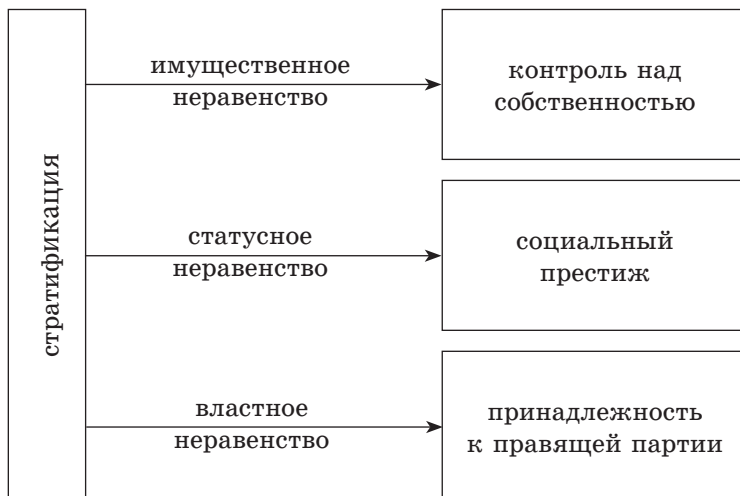 стратификация
имущественное
неравенство
контроль над
собственностью
статусное
неравенство
социальный
престиж
властное
неравенство
принадлежность
к правящей партии